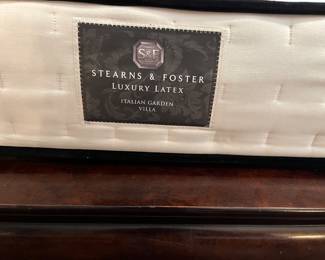 S&F
STEARNS & FOSTER
LUXURY LATEX
ITALIAN GARDEN
VILLA